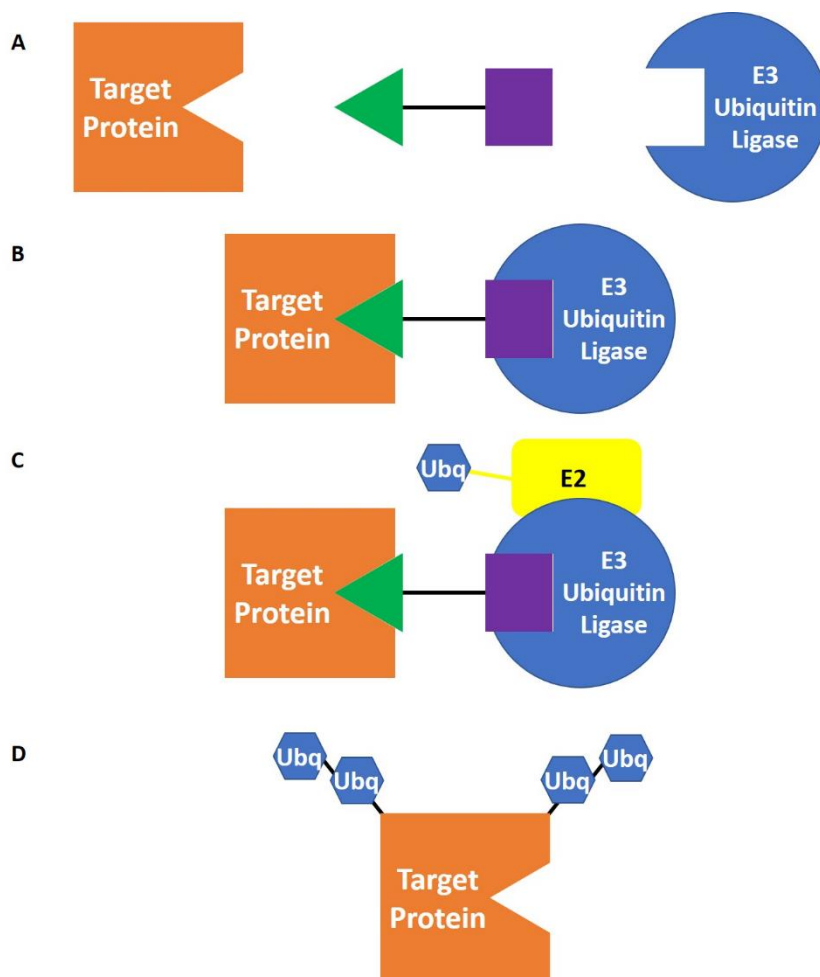 A
Target
Protein
E3
Ubiquitin
Ligase
B
Target
Protein
E3
Ubiquitin
Ligase
C
Ubq
E2
Target
Protein
E3
Ubiquitin
Ligase
D
Ubq
Ubq
Ubq
Ubq
Target
Protein